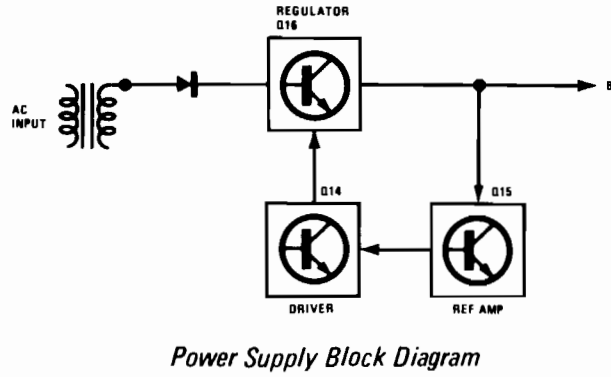 REGULATOR
Q16
AC
INPUT
B
Q14
Q15
DRIVER
REF AMP
Power Supply Block Diagram